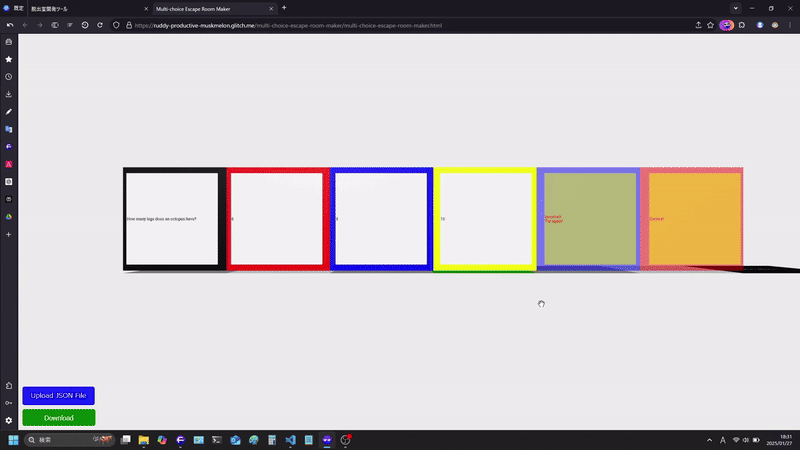 既定
脱出室開発ツール
Multi-choice Escape Room Maker
https://ruddy-productive-muskmelon.glitch.me/multi-choice-escape-room-maker/multi-choice-escape-room-maker.html
How many legs does an octopus have?
8
10
Incorrect!
Try again!
Correct!
Upload JSON File
Download
検索
18:31
2025/01/27